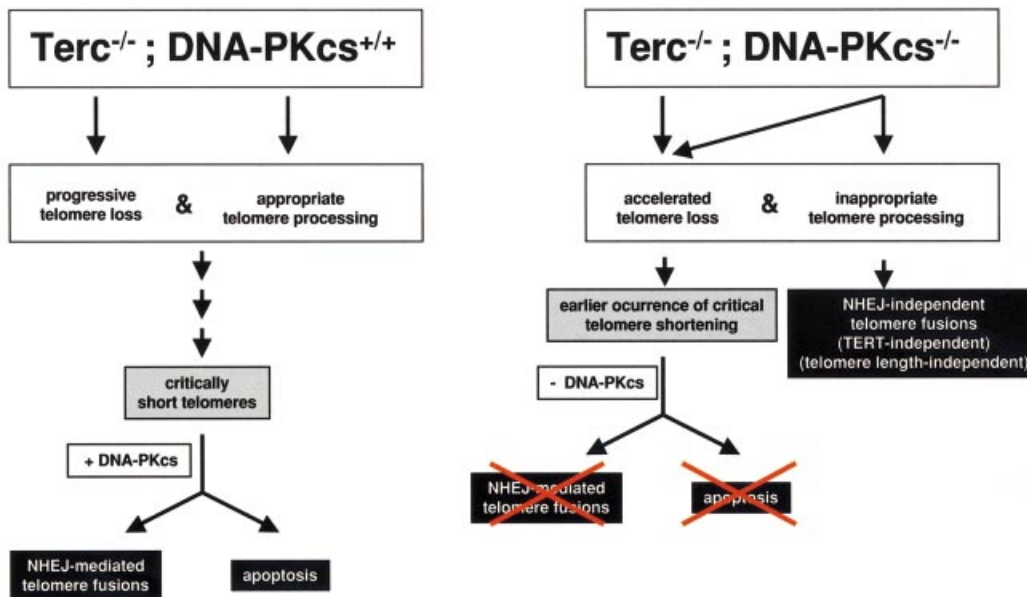 Terc-/- ; DNA-PKcs+/+
progressive
telomere loss
&
appropriate
telomere processing
critically
short telomeres
+ DNA-PKcs
NHEJ-mediated
telomere fusions
apoptosis
Terc-/- ; DNA-PKcs-/-
accelerated
telomere loss
&
inappropriate
telomere processing
earlier ocurrence of critical
telomere shortening
NHEJ-independent
telomere fusions
(TERT-independent)
(telomere length-independent)
- DNA-PKcs
NHEJ-mediated
telomere fusions
apoptosis